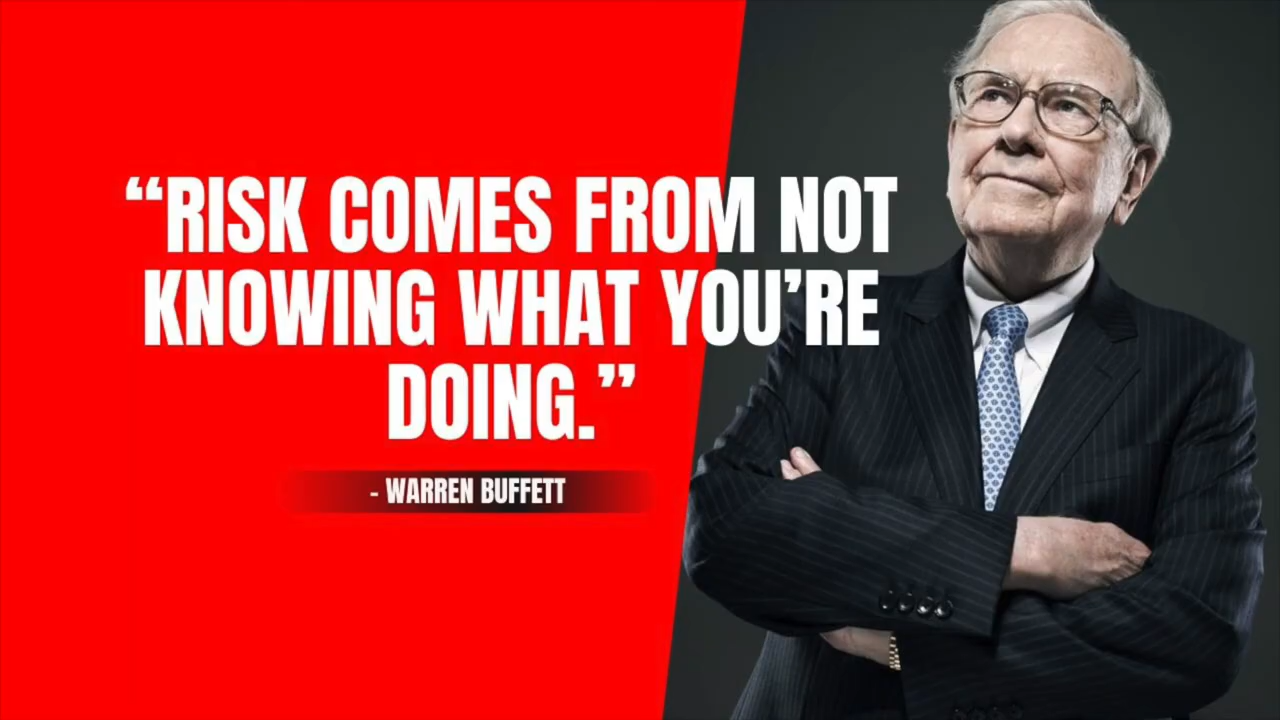 “RISK COMES FROM NOT
KNOWING WHAT YOU’RE
DOING.”
- WARREN BUFFETT